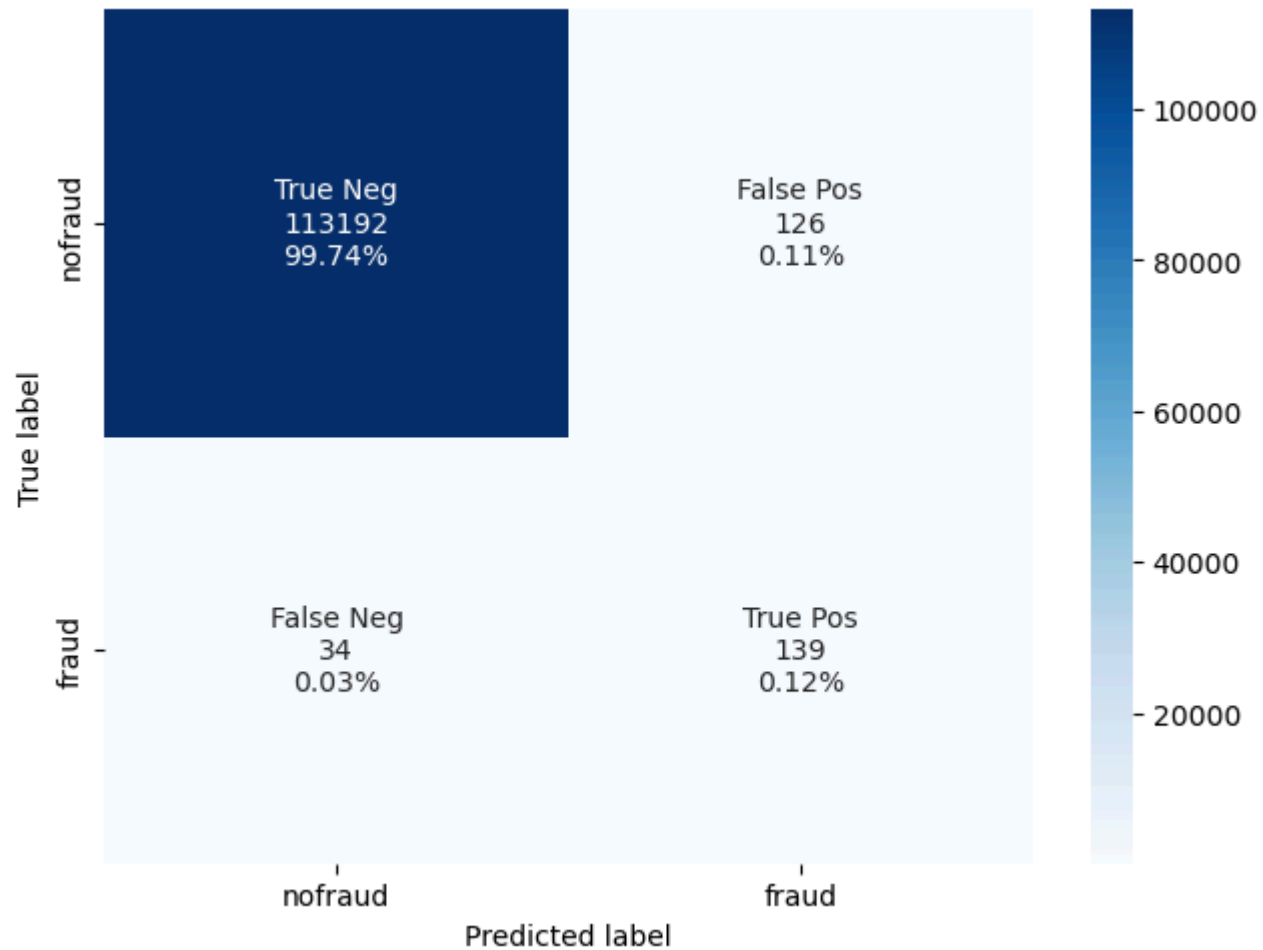 True Neg
113192
99.74%
False Pos
126
0.11%
False Neg
34
0.03%
True Pos
139
0.12%
nofraud
fraud
True label
nofraud
fraud
Predicted label
100000
80000
60000
40000
20000